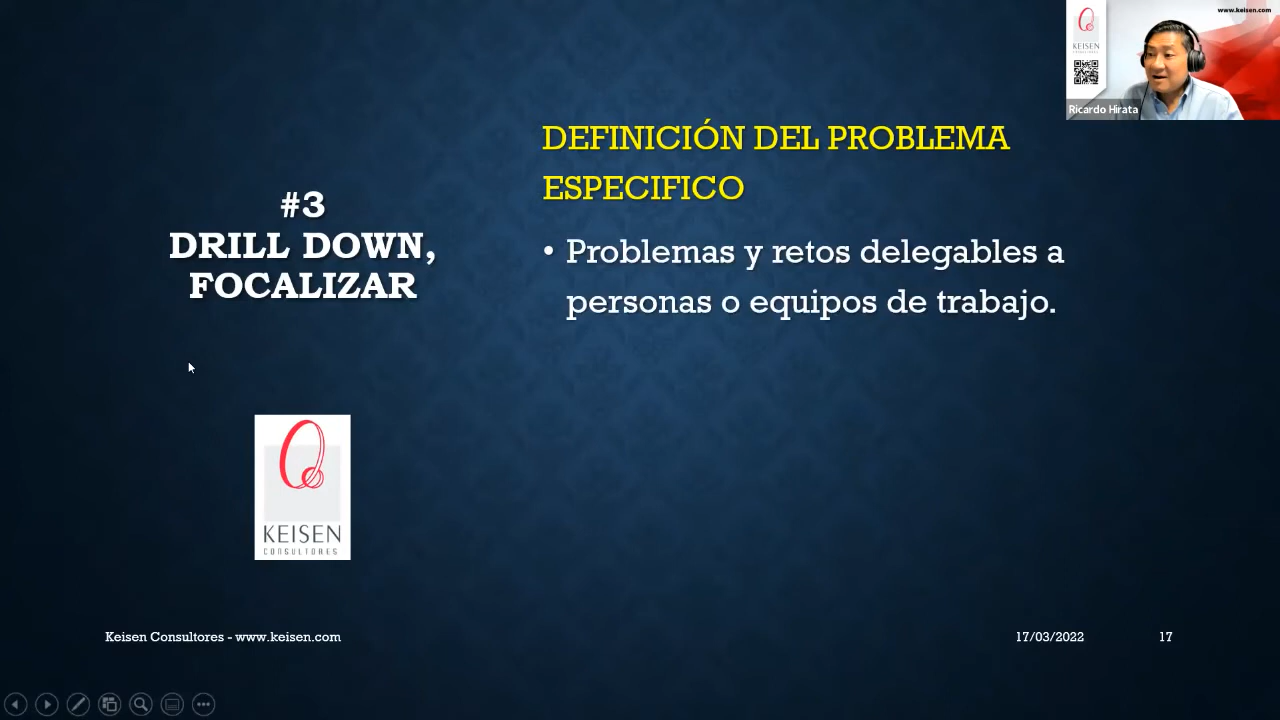 www.keisen.com
KEISEN
CONSULTORES
Ricardo Hirata
#3
DRILL DOWN,
FOCALIZAR
DEFINICIÓN DEL PROBLEMA
ESPECIFICO
• Problemas y retos delegables a
personas o equipos de trabajo.
KEISEN
CONSULTORES
Keisen Consultores - www.keisen.com
17/03/2022
17